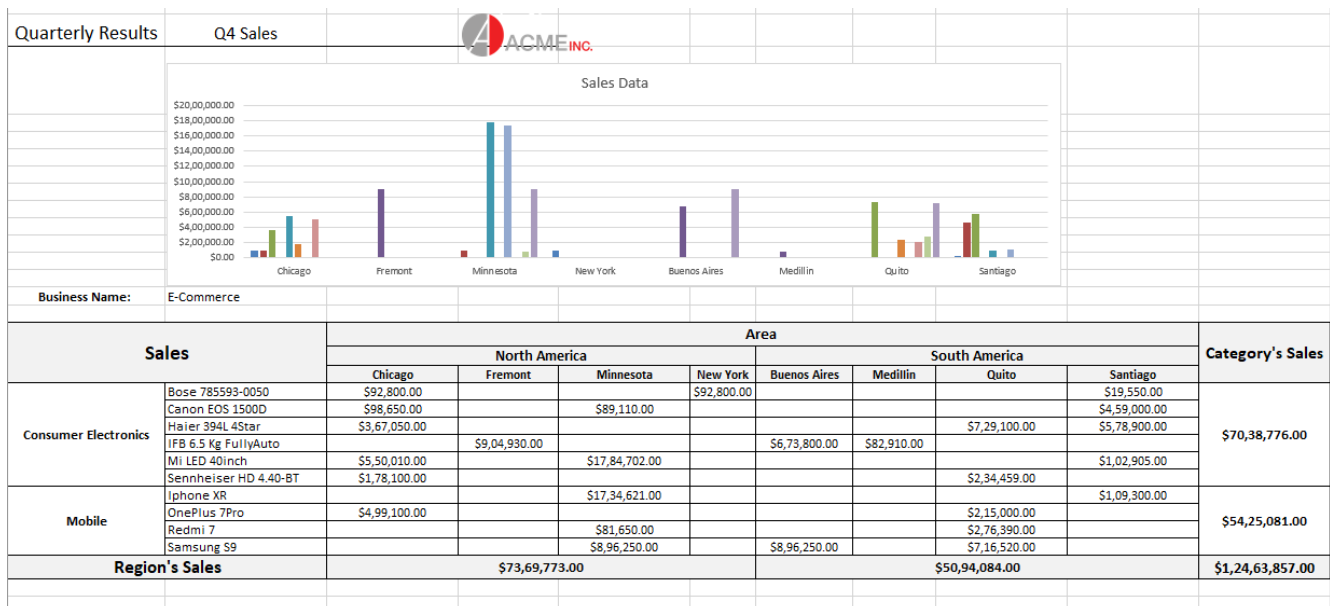 Quarterly Results Q4 Sales
ACME INC.
Sales Data
$20,00,000.00
$18,00,000.00
$16,00,000.00
$14,00,000.00
$12,00,000.00
$10,00,000.00
$8,00,000.00
$6,00,000.00
$4,00,000.00
$2,00,000.00
$0.00
Chicago Fremont Minnesota New York Buenos Aires Medillin Quito Santiago
Business Name: E-Commerce
Area
Sales Category's Sales
North America South America
Chicago Fremont Minnesota New York Buenos Aires Medillin Quito Santiago
Bose 785593-0050 $92,800.00 $92,800.00 $19,550.00
Canon EOS 1500D $98,650.00 $89,110.00 $4,59,000.00
Haier 394L 4Star $3,67,050.00 $7,29,100.00 $5,78,900.00
Consumer Electronics $70,38,776.00
IFB 6.5 Kg FullyAuto $9,04,930.00 $6,73,800.00 $82,910.00
Mi LED 40inch $5,50,010.00 $17,84,702.00 $1,02,905.00
Sennheiser HD 4.40-BT $1,78,100.00 $2,34,459.00
Iphone XR $17,34,621.00 $1,09,300.00
OnePlus 7Pro $4,99,100.00 $2,15,000.00
Mobile $54,25,081.00
Redmi 7 $81,650.00 $2,76,390.00
Samsung S9 $8,96,250.00 $8,96,250.00 $7,16,520.00
Region's Sales $73,69,773.00 $50,94,084.00 $1,24,63,857.00